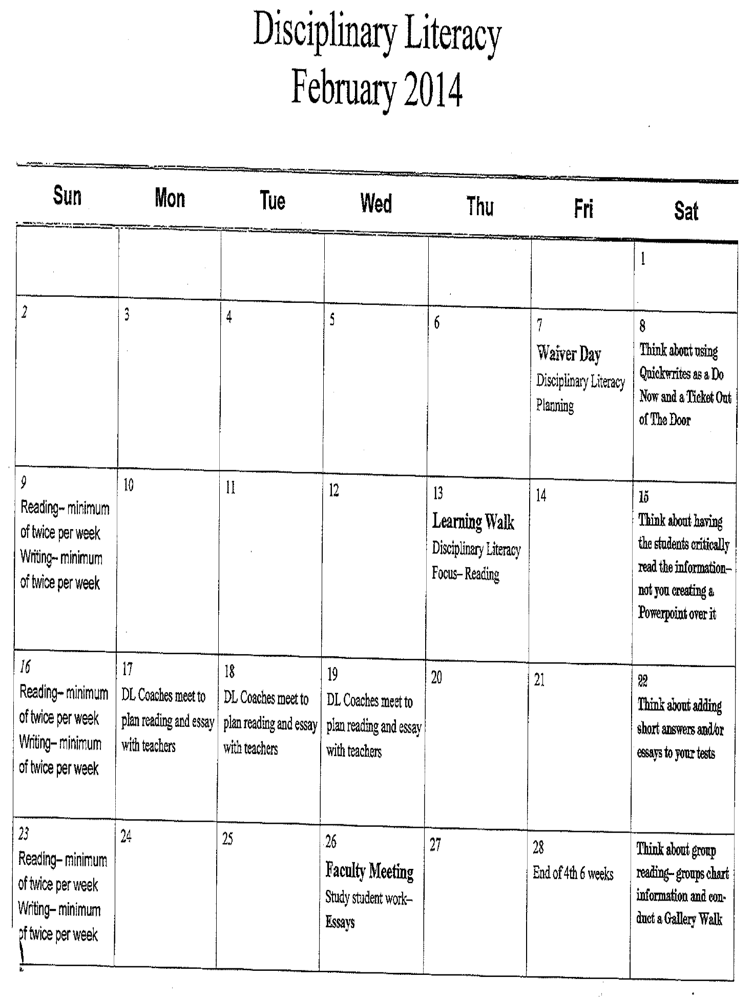 Disciplinary Literacy
February 2014
Sun Mon Tue Wed Thu Fri Sat
1
2 3 4 5 6 7 8
Waiver Day
Disciplinary Literacy
Planning
Think about using
Quickwrites as a Do
Now and a Ticket Out
of The Door
9 10 11 12 13 14 15
Reading– minimum
of twice per week
Writing– minimum
of twice per week
Learning Walk
Disciplinary Literacy
Focus– Reading
Think about having
the students critically
read the information–
not you creating a
Powerpoint over it
16 17 18 19 20 21 22
Reading– minimum
of twice per week
Writing– minimum
of twice per week
DL Coaches meet to
plan reading and essay
with teachers
DL Coaches meet to
plan reading and essay
with teachers
DL Coaches meet to
plan reading and essay
with teachers
Think about adding
short answers and/or
essays to your tests
23 24 25 26 27 28
Reading– minimum
of twice per week
Writing– minimum
of twice per week
Faculty Meeting
Study student work–
Essays
End of 4th 6 weeks
Think about group
reading– groups chart
information and con-
duct a Gallery Walk